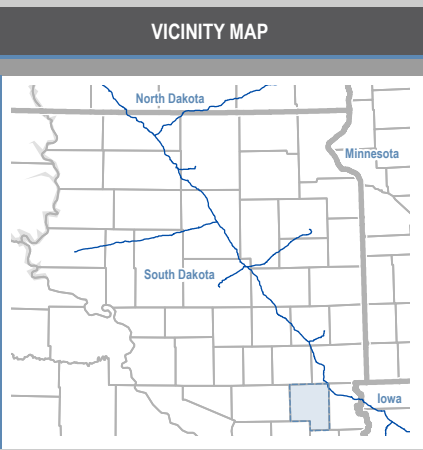 VICINITY MAP
North Dakota
Minnesota
South Dakota
Iowa